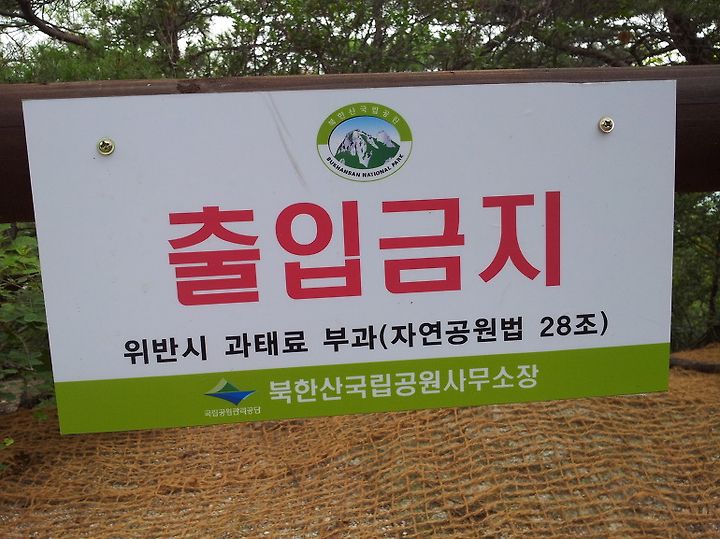 북한산국립공원
BUKHANSAN NATIONAL PARK
출입금지
위반시 과태료 부과(자연공원법 28조)
국립공원관리공단
북한산국립공원사무소장